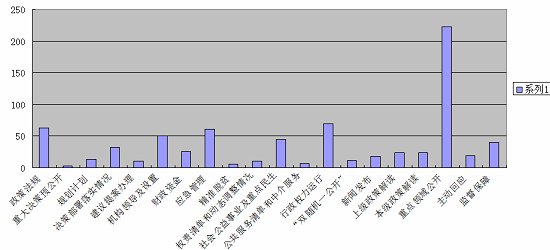 250
200
150
100
50
0
系列1
政策法规
重大决策预公开
规划计划
决策部署落实情况
建议提案办理
机构领导及设置
财政资金
应急管理
精准脱贫
权责清单和动态调整情况
社会公益事业及重点民生
公共服务清单和中介服务
行政权力运行
“双随机一公开”
新闻发布
上级政策解读
本级政策解读
重点领域公开
主动回应
监督保障